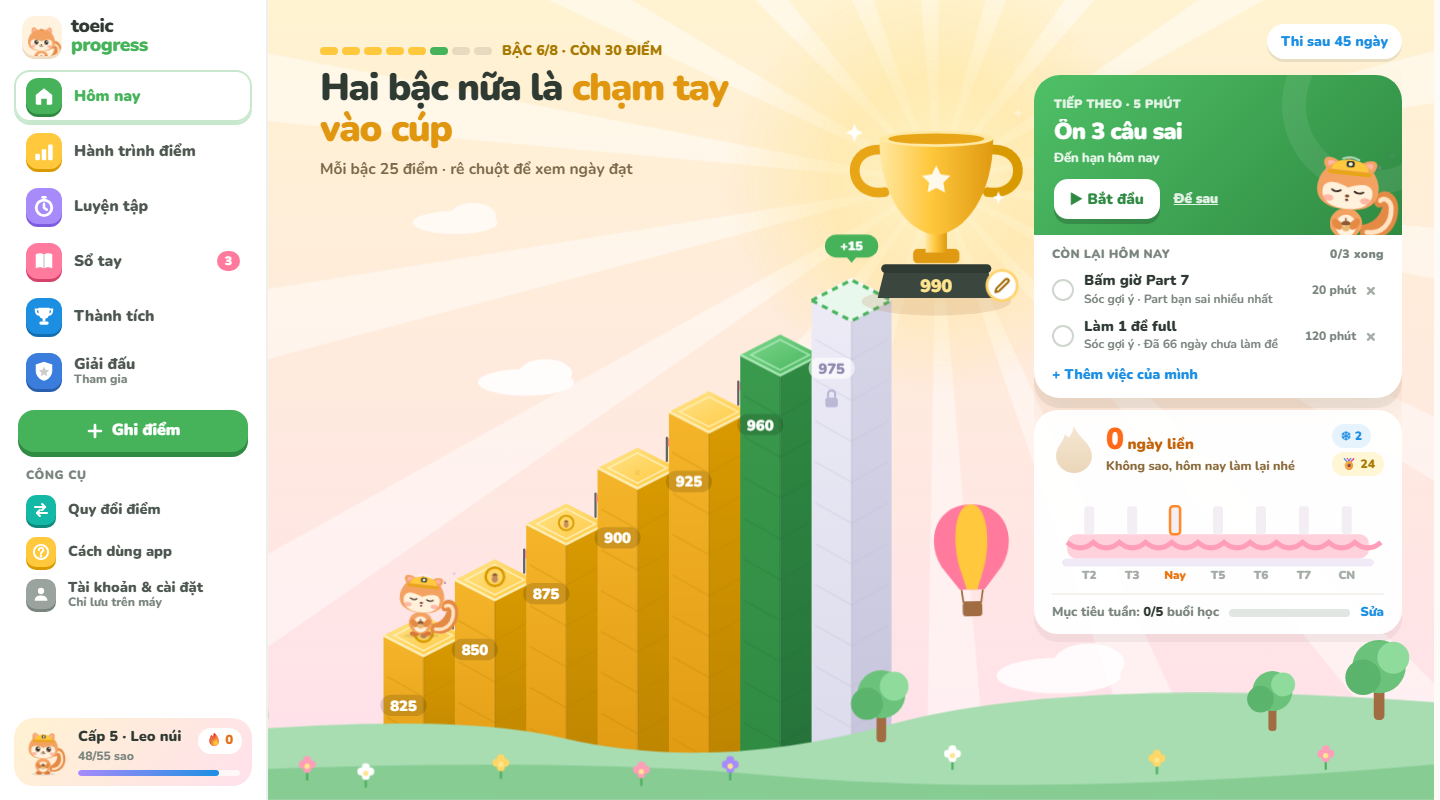 toeic
progress
Hôm nay
Hành trình điểm
Luyện tập
Sổ tay
3
Thành tích
Giải đấu
Tham gia
+ Ghi điểm
CÔNG CỤ
Quy đổi điểm
Cách dùng app
Tài khoản & cài đặt
Chỉ lưu trên máy
Cấp 5 · Leo núi
0
48/55 sao
BẬC 6/8 · CÒN 30 ĐIỂM
Hai bậc nữa là chạm tay
vào cúp
Mỗi bậc 25 điểm · rê chuột để xem ngày đạt
+15
990
975
960
925
900
875
850
825
Thi sau 45 ngày
TIẾP THEO · 5 PHÚT
Ôn 3 câu sai
Đến hạn hôm nay
Bắt đầu
Để sau
CÒN LẠI HÔM NAY
0/3 xong
Bấm giờ Part 7
Sóc gợi ý · Part bạn sai nhiều nhất
20 phút ×
Làm 1 đề full
Sóc gợi ý · Đã 66 ngày chưa làm đề
120 phút ×
+ Thêm việc của mình
0 ngày liền
Không sao, hôm nay làm lại nhé
2
24
T2 T3 Nay T5 T6 T7 CN
Mục tiêu tuần: 0/5 buổi học
Sửa